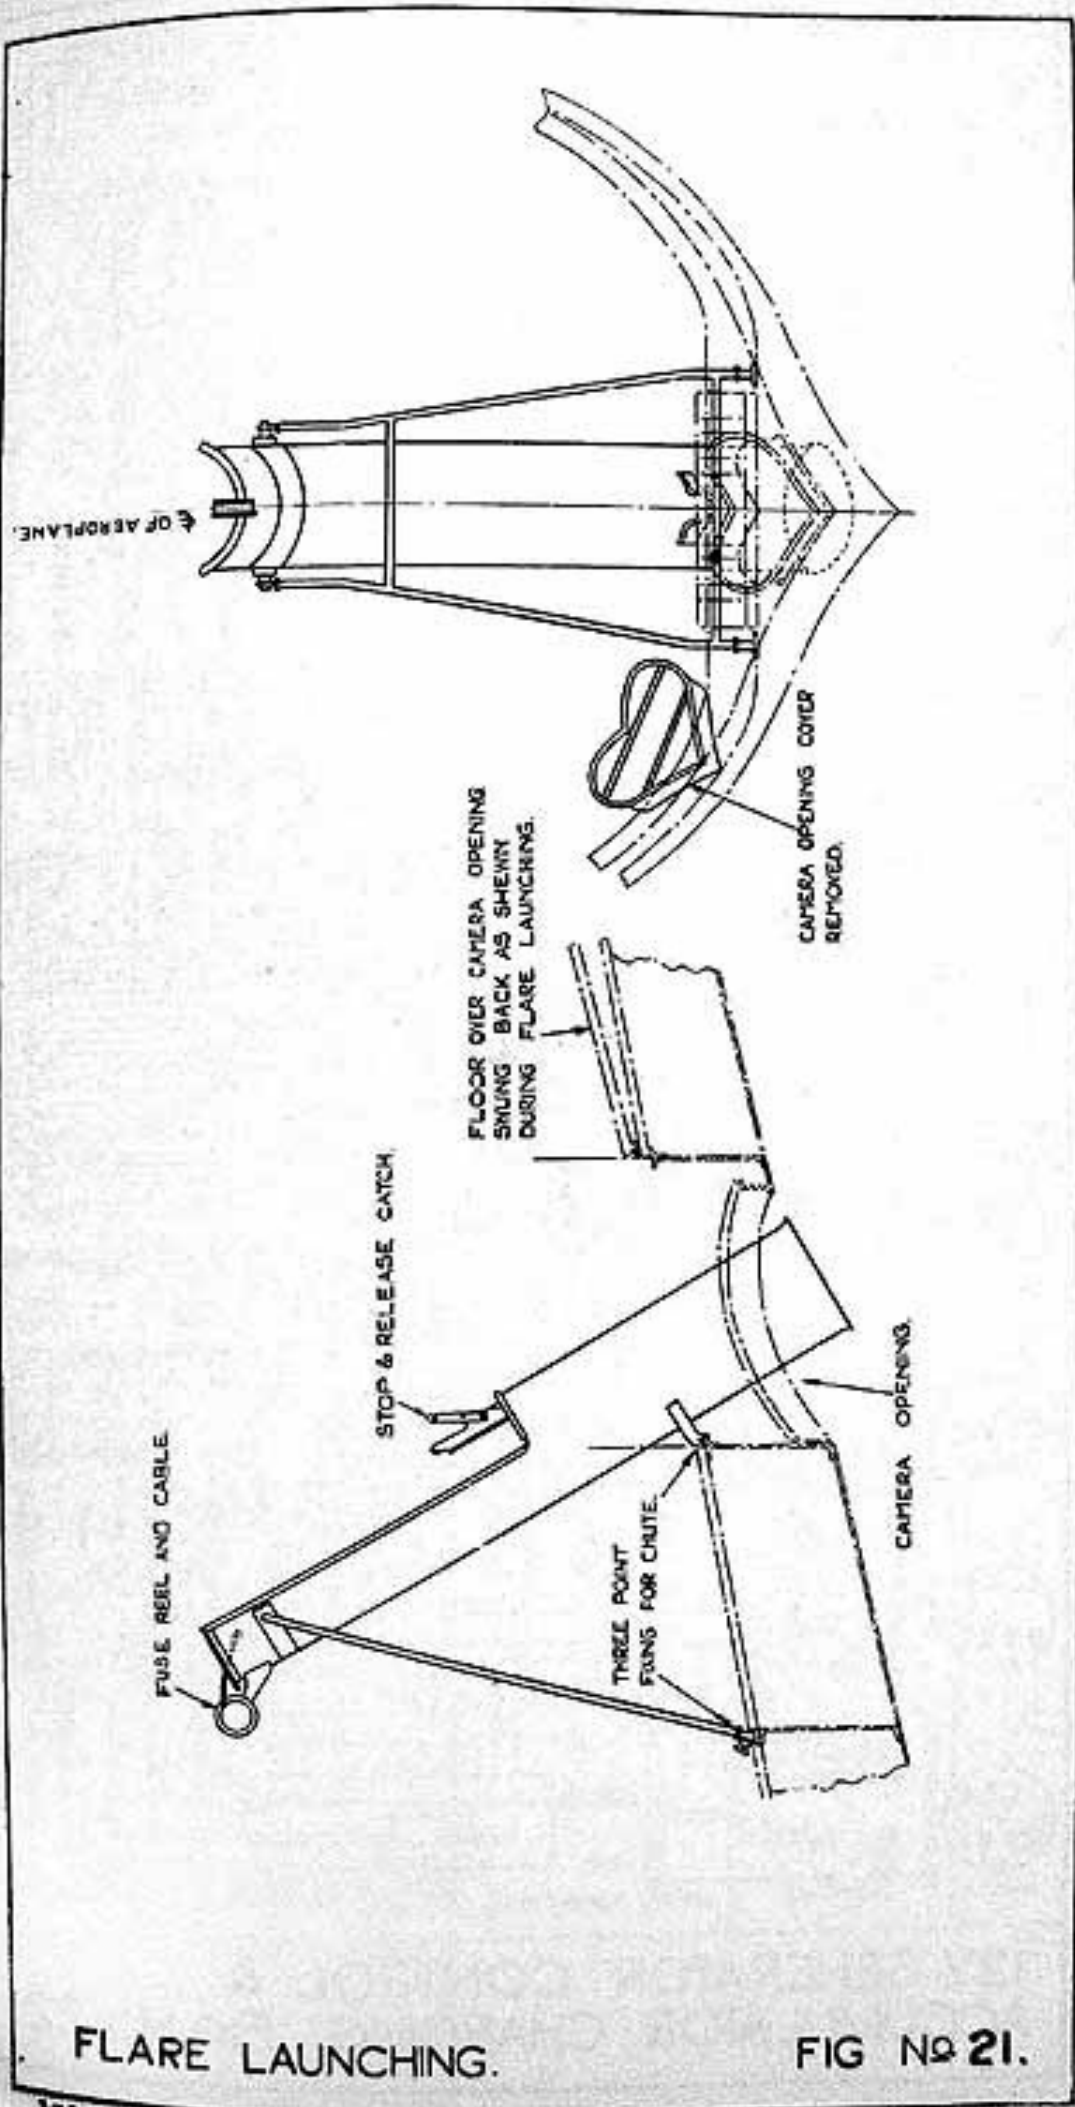 ℄ OF AEROPLANE.
FUSE REEL AND CABLE.
STOP & RELEASE CATCH.
FLOOR OVER CAMERA OPENING
SWUNG BACK AS SHEWN
DURING FLARE LAUNCHING.
CAMERA OPENING COVER
REMOVED.
THREE POINT
FIXING FOR CHUTE.
CAMERA OPENING.
FLARE LAUNCHING.
FIG No 21.